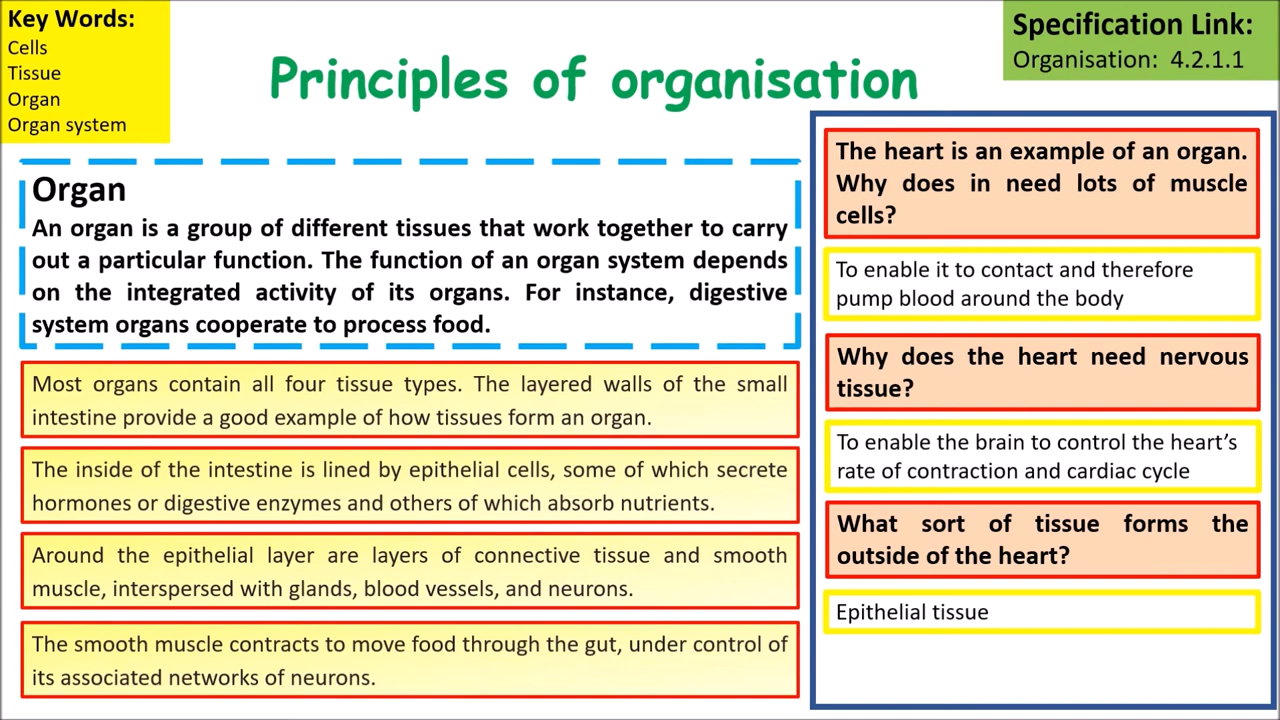 Key Words:
Cells
Tissue
Organ
Organ system
Principles of organisation
Specification Link:
Organisation: 4.2.1.1
Organ
An organ is a group of different tissues that work together to carry
out a particular function. The function of an organ system depends
on the integrated activity of its organs. For instance, digestive
system organs cooperate to process food.
Most organs contain all four tissue types. The layered walls of the small
intestine provide a good example of how tissues form an organ.
The inside of the intestine is lined by epithelial cells, some of which secrete
hormones or digestive enzymes and others of which absorb nutrients.
Around the epithelial layer are layers of connective tissue and smooth
muscle, interspersed with glands, blood vessels, and neurons.
The smooth muscle contracts to move food through the gut, under control of
its associated networks of neurons.
The heart is an example of an organ.
Why does in need lots of muscle
cells?
To enable it to contact and therefore
pump blood around the body
Why does the heart need nervous
tissue?
To enable the brain to control the heart's
rate of contraction and cardiac cycle
What sort of tissue forms the
outside of the heart?
Epithelial tissue